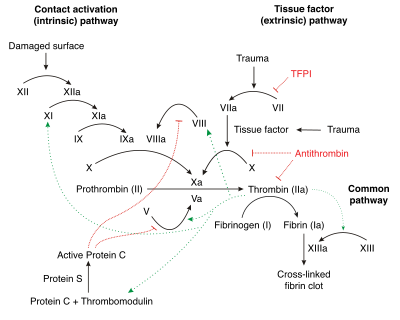 Contact activation
(intrinsic) pathway
Tissue factor
(extrinsic) pathway
Damaged surface
Trauma
TFPI
XII
XIIa
VIIa
VII
XI
XIa
VIII
Tissue factor
Trauma
IX
IXa
VIIIa
Antithrombin
X
X
Xa
Prothrombin (II)
Thrombin (IIa)
Common
pathway
Va
V
Fibrinogen (I)
Fibrin (Ia)
XIIIa
XIII
Active Protein C
Protein S
Cross-linked
fibrin clot
Protein C + Thrombomodulin